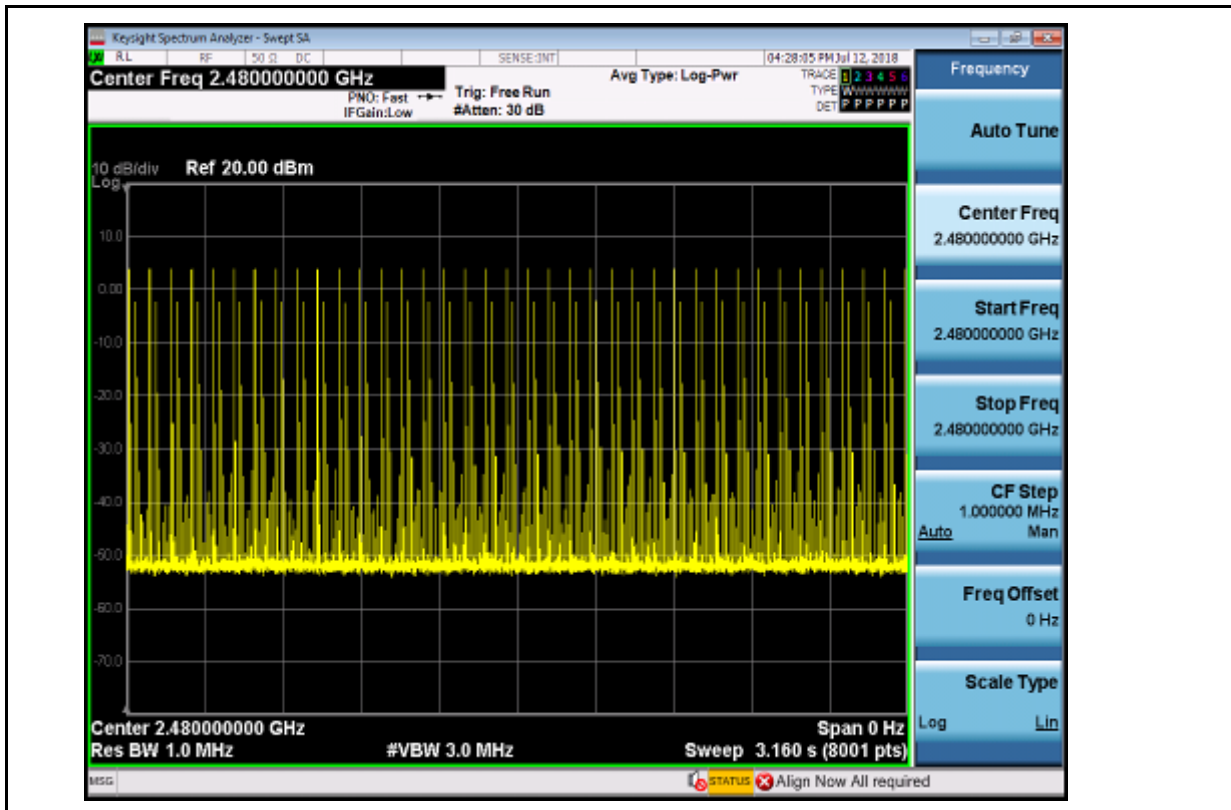 Keysight Spectrum Analyzer - Swept SA
RL RF 50 Ω DC SENSE:INT 04:28:05 PM Jul 12, 2018
Center Freq 2.480000000 GHz
Avg Type: Log-Pwr
TRACE 1 2 3 4 5 6
TYPE WWWWWW
DET P P P P P P
PNO: Fast
IFGain:Low
Trig: Free Run
#Atten: 30 dB
10 dB/div Ref 20.00 dBm
Log
10.0
0.00
-10.0
-20.0
-30.0
-40.0
-50.0
-60.0
-70.0
Center 2.480000000 GHz Span 0 Hz
Res BW 1.0 MHz #VBW 3.0 MHz Sweep 3.160 s (8001 pts)
MSG STATUS Align Now All required
Frequency
Auto Tune
Center Freq
2.480000000 GHz
Start Freq
2.480000000 GHz
Stop Freq
2.480000000 GHz
CF Step
1.000000 MHz
Auto Man
Freq Offset
0 Hz
Scale Type
Log Lin